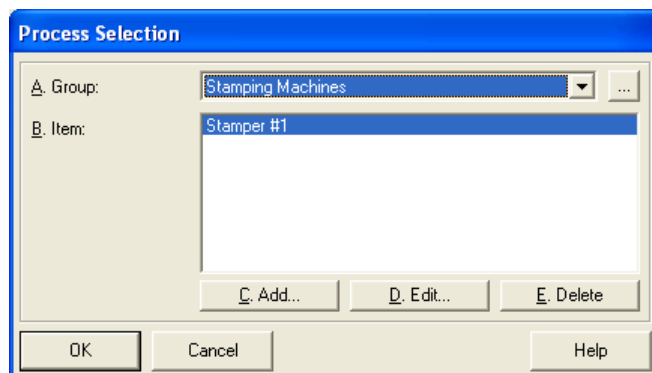 Process Selection
A. Group:
Stamping Machines
...
B. Item:
Stamper #1
C. Add...
D. Edit...
E. Delete
OK
Cancel
Help